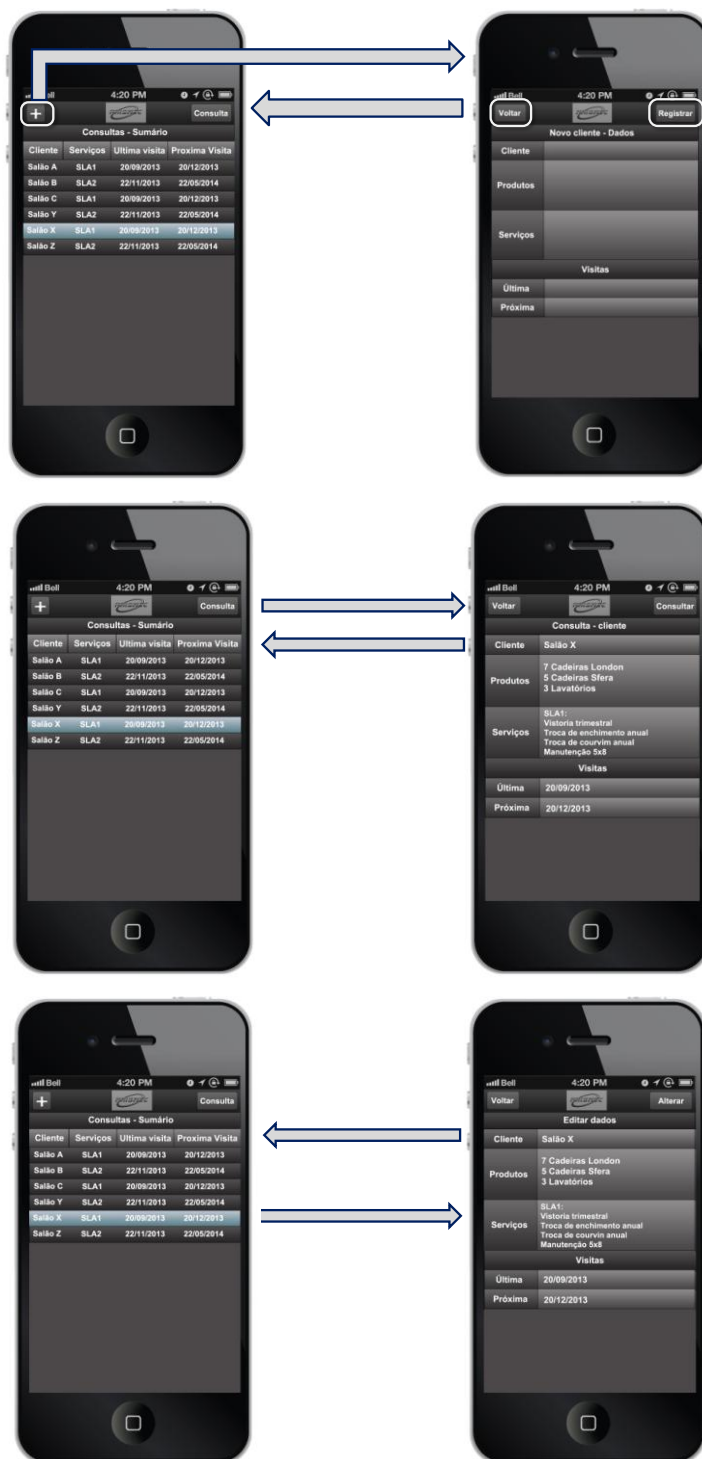 4:20 PM
+ Consulta
Consultas - Sumário
Cliente Serviços Ultima visita Proxima Visita
Salão A SLA1 20/09/2013 20/12/2013
Salão B SLA2 22/11/2013 22/05/2014
Salão C SLA1 20/09/2013 20/12/2013
Salão Y SLA2 22/11/2013 22/05/2014
Salão X SLA1 20/09/2013 20/12/2013
Salão Z SLA2 22/11/2013 22/05/2014
Bell 4:20 PM
Voltar Registrar
Novo cliente - Dados
Cliente
Produtos
Serviços
Visitas
Última
Próxima
Bell 4:20 PM
+ Consulta
Consultas - Sumário
Cliente Serviços Ultima visita Proxima Visita
Salão A SLA1 20/09/2013 20/12/2013
Salão B SLA2 22/11/2013 22/05/2014
Salão C SLA1 20/09/2013 20/12/2013
Salão Y SLA2 22/11/2013 22/05/2014
Salão X SLA1 20/09/2013 20/12/2013
Salão Z SLA2 22/11/2013 22/05/2014
Bell 4:20 PM
Voltar Consultar
Consulta - cliente
Cliente Salão X
Produtos
7 Cadeiras London
5 Cadeiras Sfera
3 Lavatórios
Serviços
SLA1:
Vistoria trimestral
Troca de enchimento anual
Troca de courvim anual
Manutenção 5x8
Visitas
Última 20/09/2013
Próxima 20/12/2013
Bell 4:20 PM
+ Consulta
Consultas - Sumário
Cliente Serviços Ultima visita Proxima Visita
Salão A SLA1 20/09/2013 20/12/2013
Salão B SLA2 22/11/2013 22/05/2014
Salão C SLA1 20/09/2013 20/12/2013
Salão Y SLA2 22/11/2013 22/05/2014
Salão X SLA1 20/09/2013 20/12/2013
Salão Z SLA2 22/11/2013 22/05/2014
Bell 4:20 PM
Voltar Alterar
Editar dados
Cliente Salão X
Produtos
7 Cadeiras London
5 Cadeiras Sfera
3 Lavatórios
Serviços
SLA1:
Vistoria trimestral
Troca de enchimento anual
Troca de courvin anual
Manutenção 5x8
Visitas
Última 20/09/2013
Próxima 20/12/2013